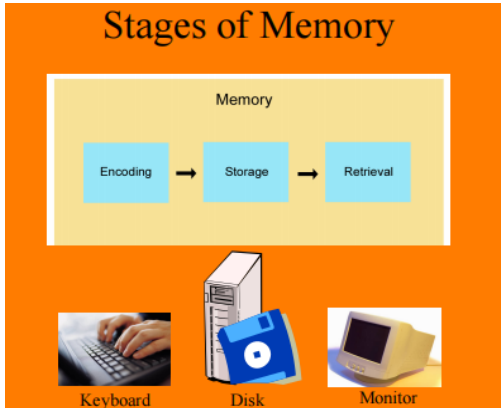 Stages of Memory
Memory
Encoding Storage Retrieval
Keyboard Disk Monitor